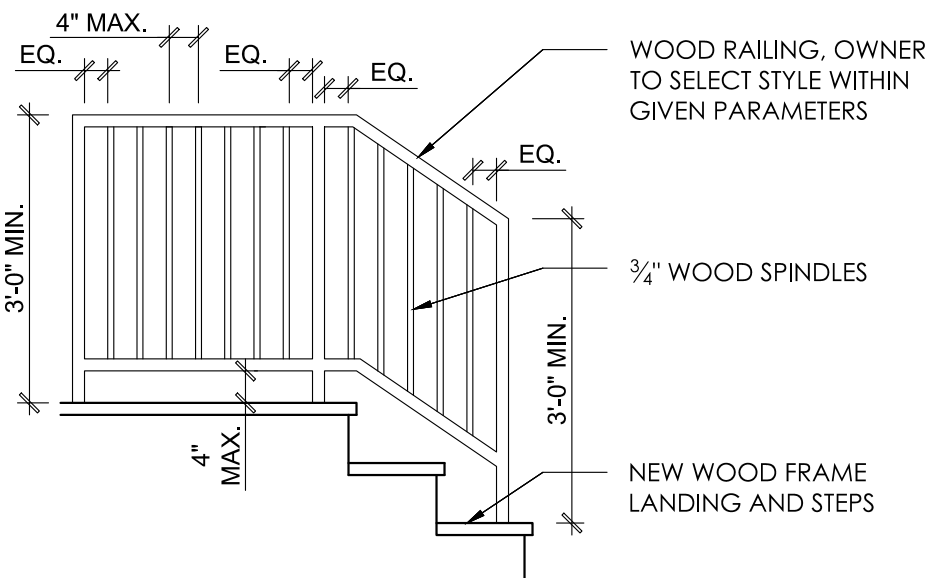 4" MAX.
EQ.
EQ.
EQ.
WOOD RAILING, OWNER
TO SELECT STYLE WITHIN
GIVEN PARAMETERS
EQ.
3'-0" MIN.
3/4" WOOD SPINDLES
3'-0" MIN.
4"
MAX.
NEW WOOD FRAME
LANDING AND STEPS